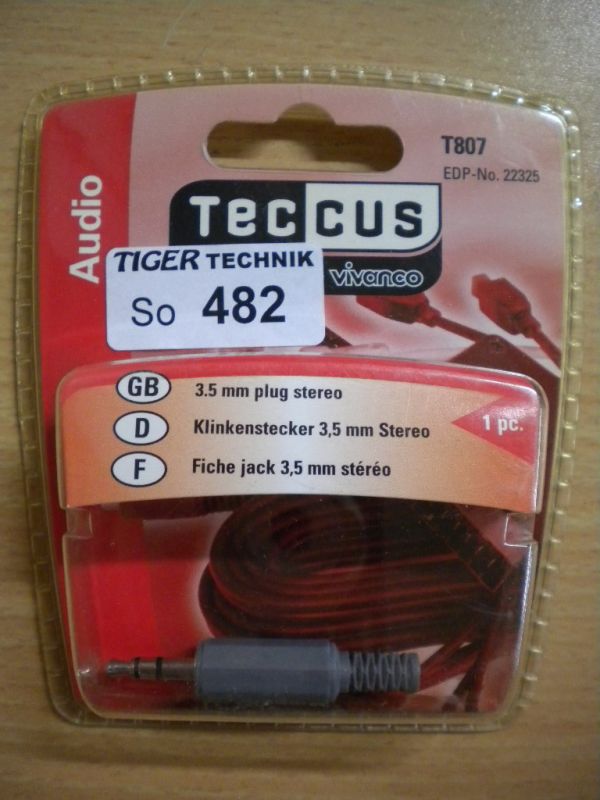 T807
EDP-No. 22325
Audio
Teccus
vivanco
TIGER TECHNIK
So 482
GB 3.5 mm plug stereo
D Klinkenstecker 3,5 mm Stereo
F Fiche jack 3,5 mm stéréo
1 pc.